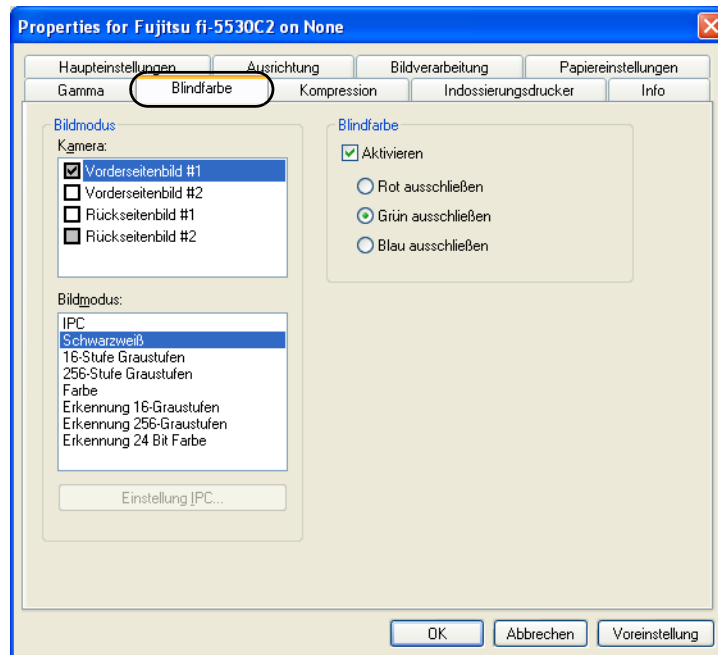 Properties for Fujitsu fi-5530C2 on None
Haupteinstellungen Ausrichtung Bildverarbeitung Papiereinstellungen
Gamma Blindfarbe Kompression Indossierungsdrucker Info
Bildmodus
Kamera:
Vorderseitenbild #1
Vorderseitenbild #2
Rückseitenbild #1
Rückseitenbild #2
Bildmodus:
IPC
Schwarzweiß
16-Stufe Graustufen
256-Stufe Graustufen
Farbe
Erkennung 16-Graustufen
Erkennung 256-Graustufen
Erkennung 24 Bit Farbe
Einstellung IPC...
Blindfarbe
Aktivieren
Rot ausschließen
Grün ausschließen
Blau ausschließen
OK Abbrechen Voreinstellung